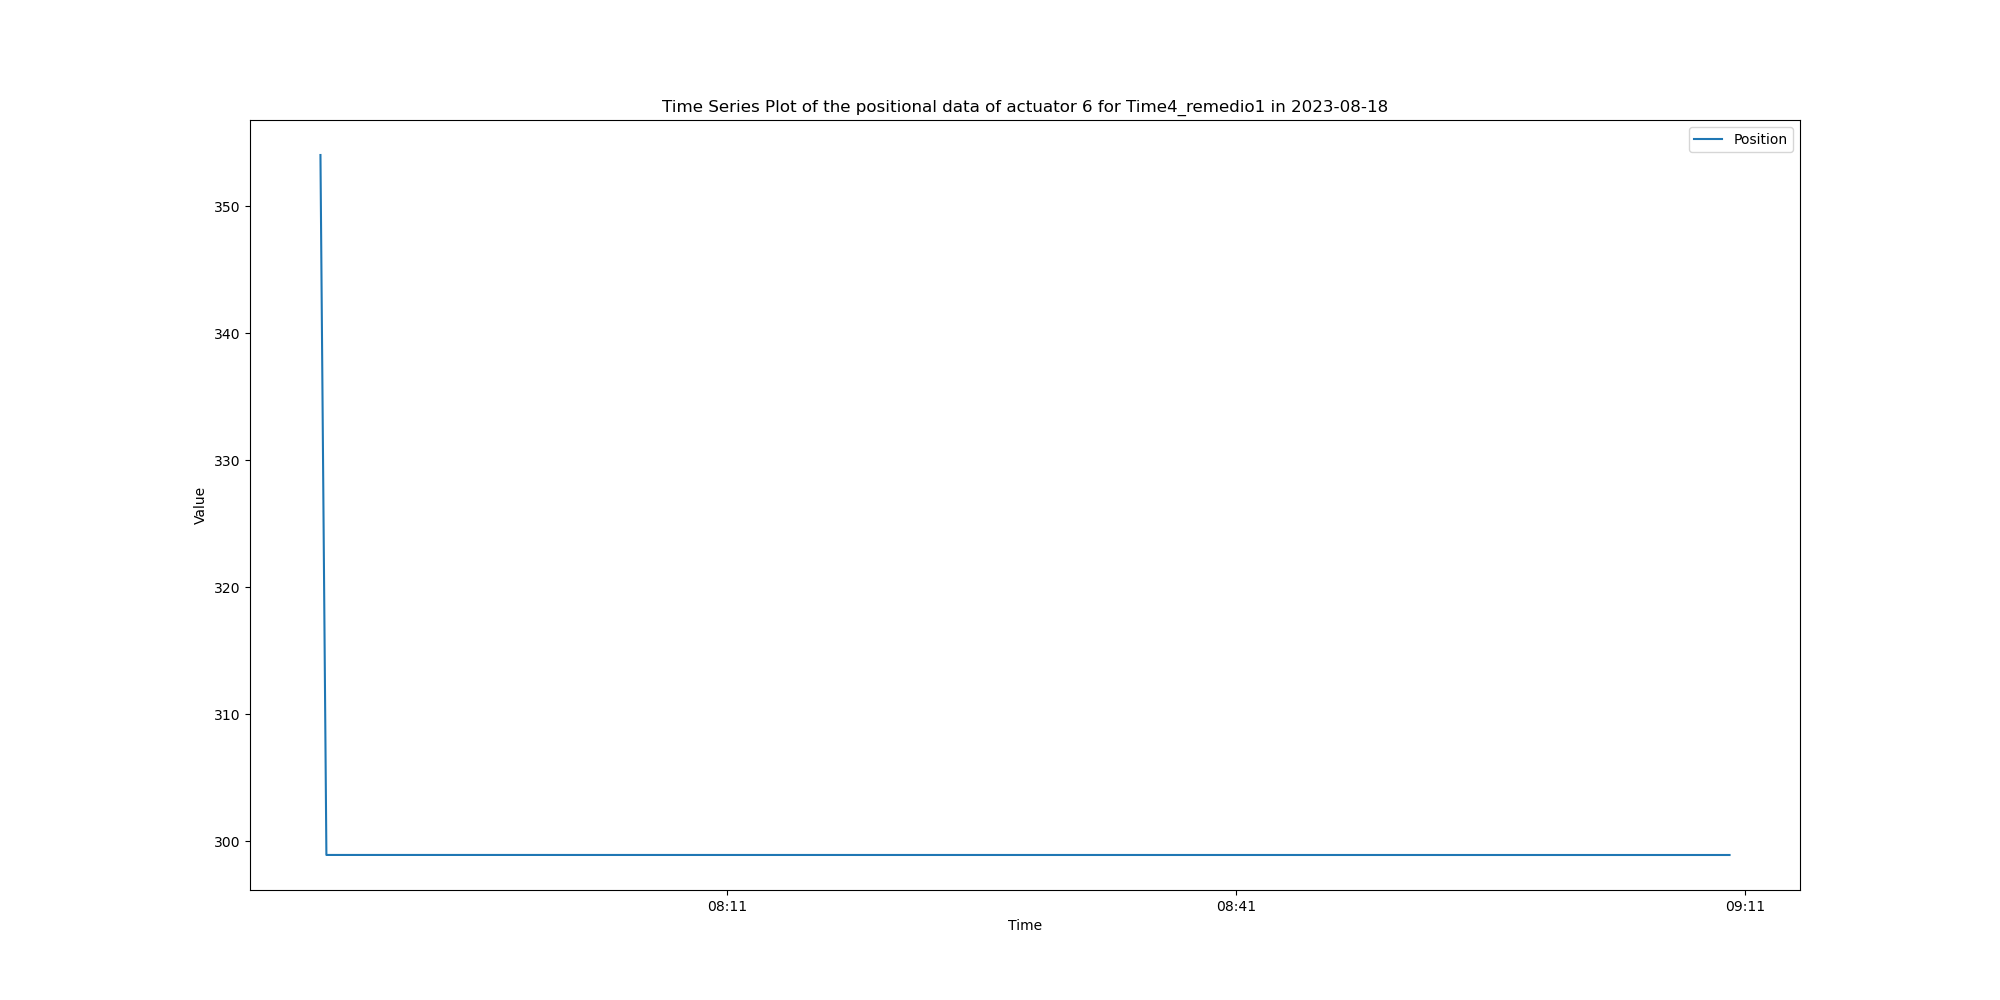 Time Series Plot of the positional data of actuator 6 for Time4_remedio1 in 2023-08-18
Position
350
340
330
320
310
300
Value
08:11 08:41 09:11
Time